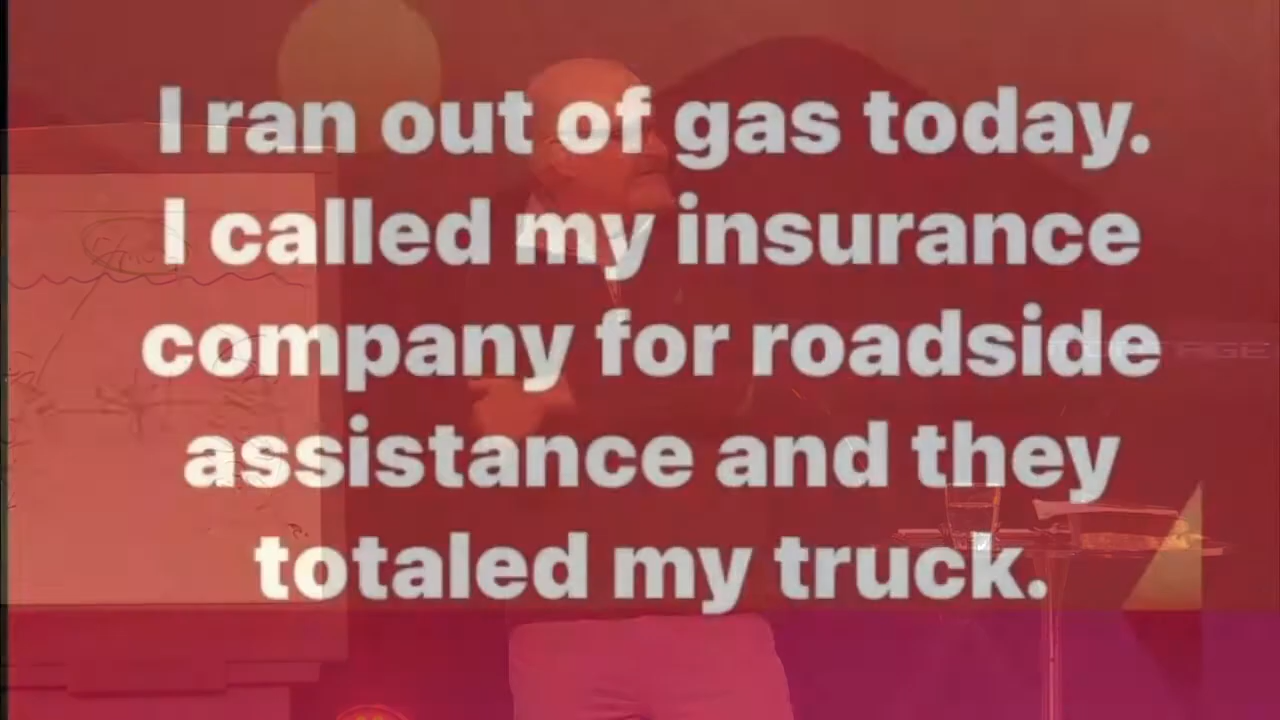 I ran out of gas today.
I called my insurance
company for roadside
assistance and they
totaled my truck.